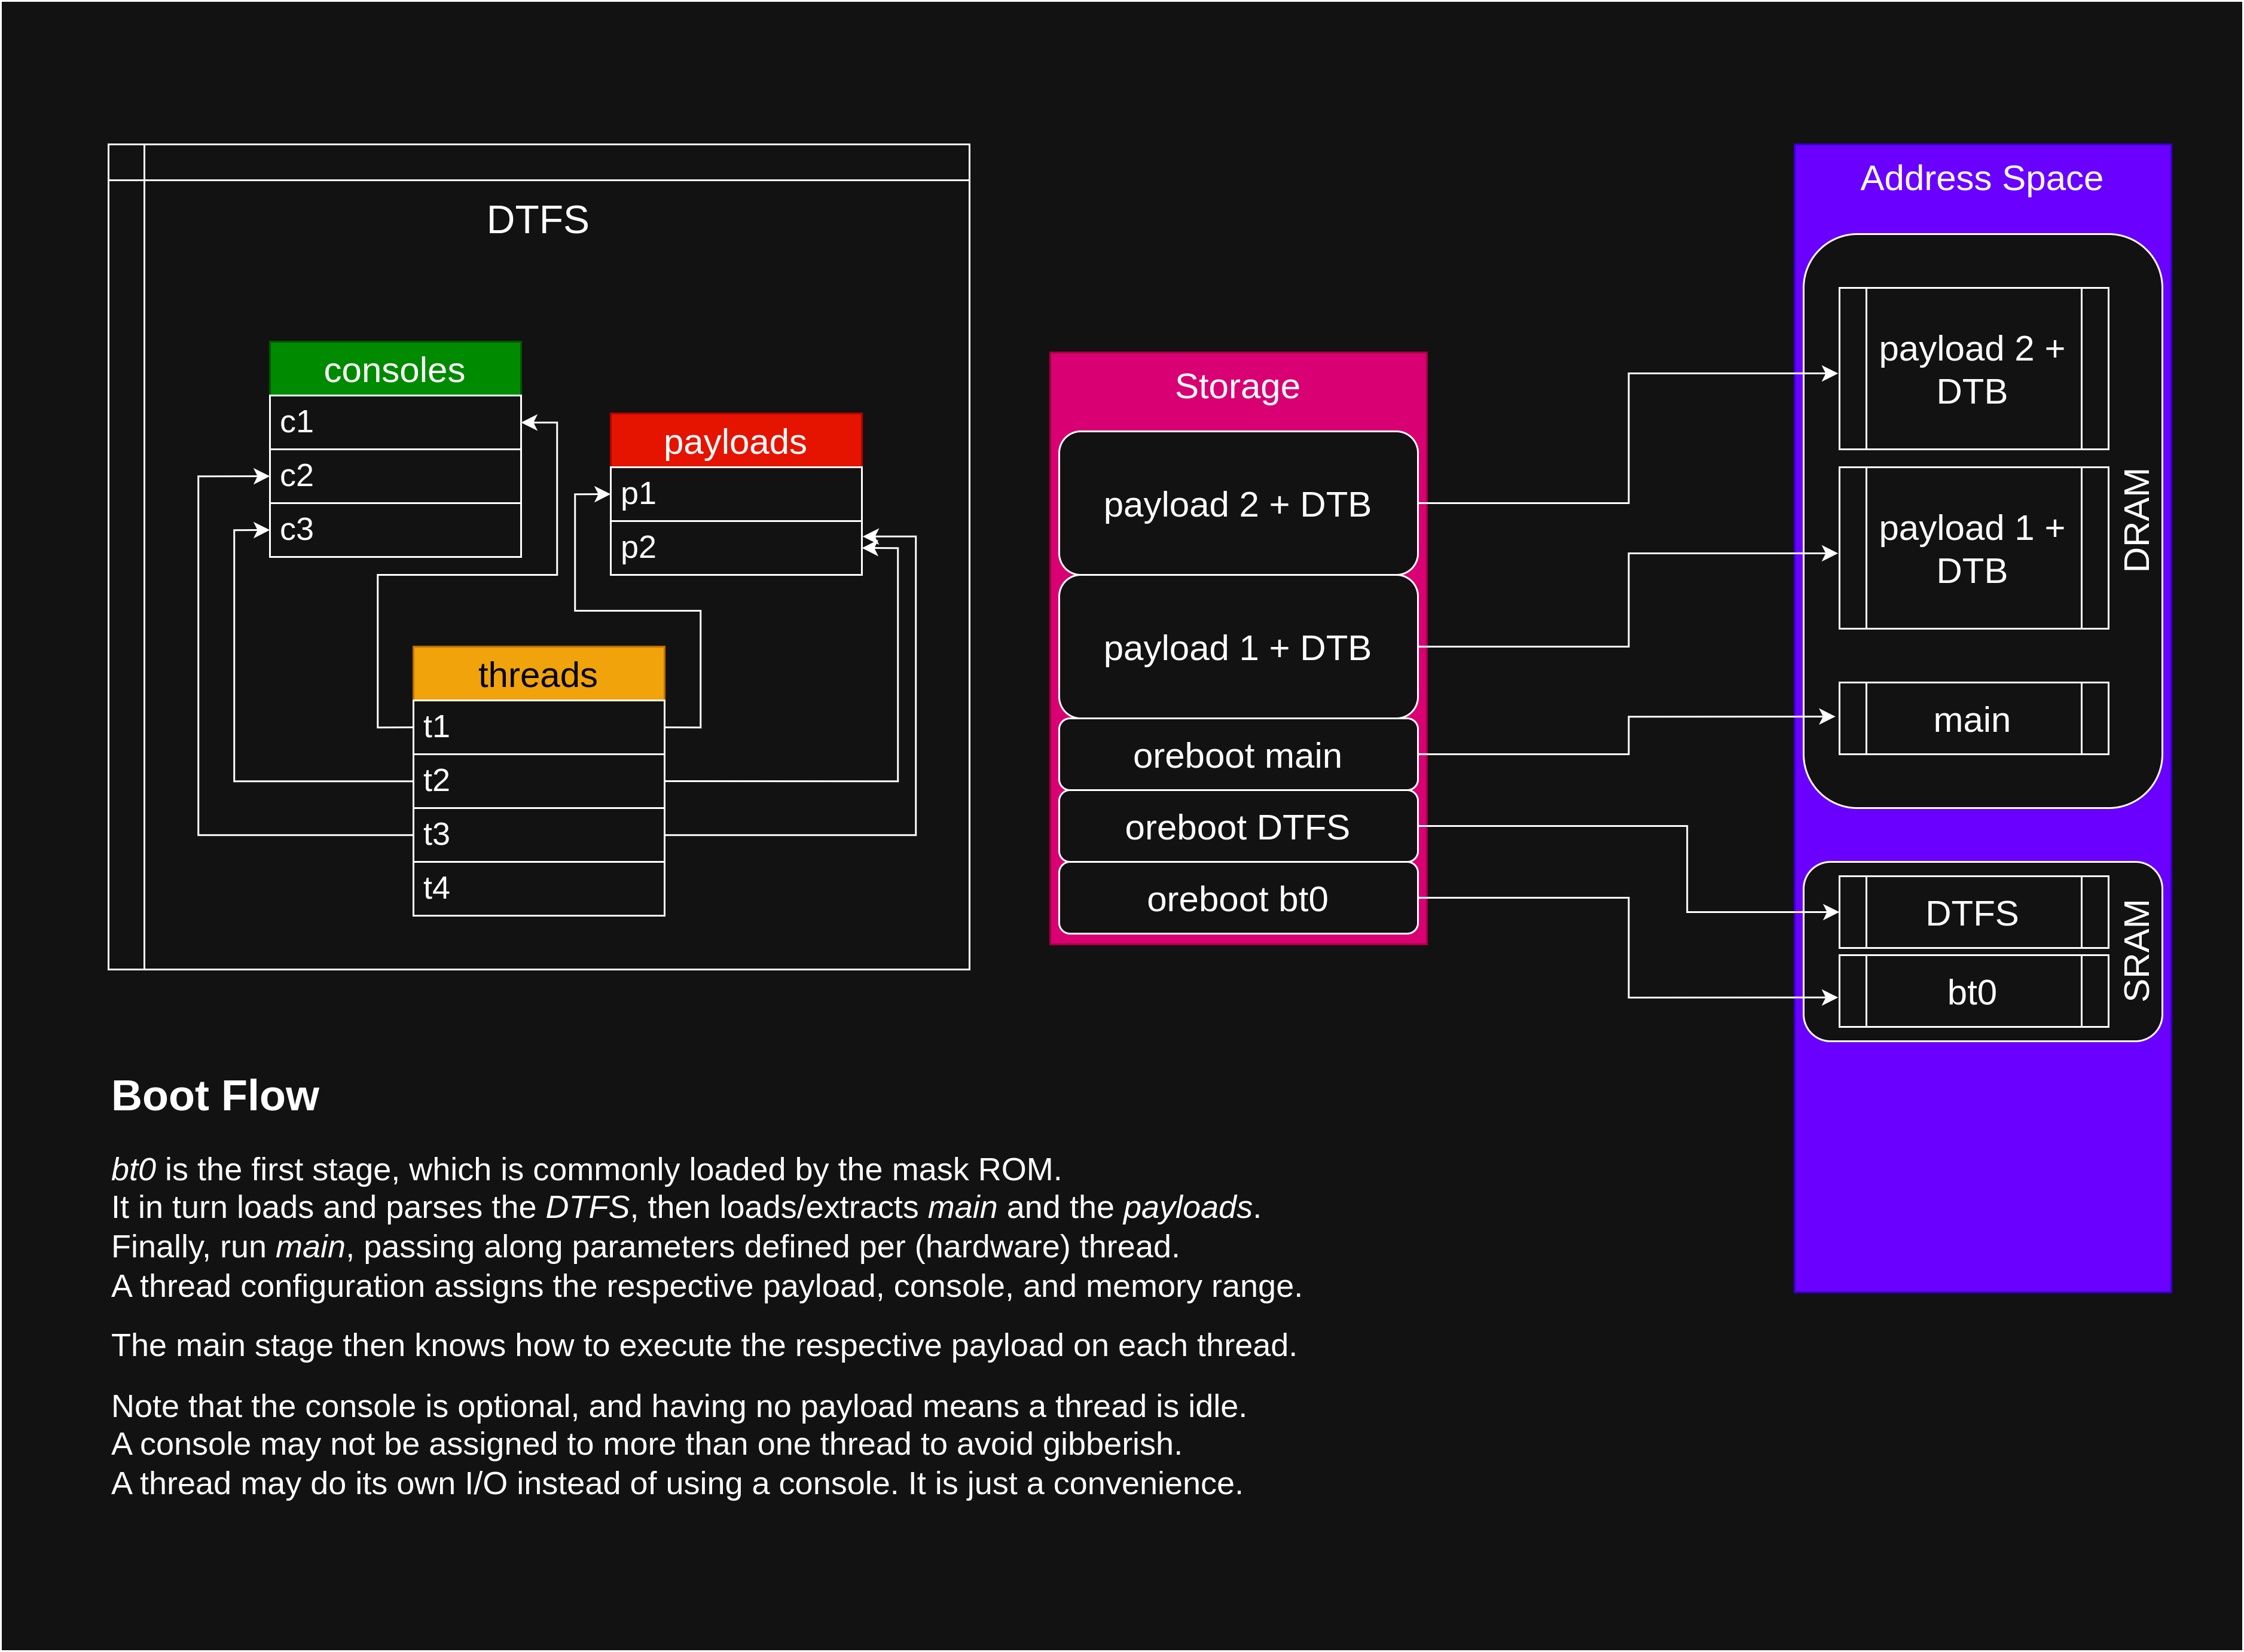 DTFS
consoles
c1
c2
c3
payloads
p1
p2
threads
t1
t2
t3
t4
Storage
payload 2 + DTB
payload 1 + DTB
oreboot main
oreboot DTFS
oreboot bt0
Address Space
payload 2 +
DTB
payload 1 +
DTB
main
DRAM
DTFS
bt0
SRAM
Boot Flow
bt0 is the first stage, which is commonly loaded by the mask ROM.
It in turn loads and parses the DTFS, then loads/extracts main and the payloads.
Finally, run main, passing along parameters defined per (hardware) thread.
A thread configuration assigns the respective payload, console, and memory range.
The main stage then knows how to execute the respective payload on each thread.
Note that the console is optional, and having no payload means a thread is idle.
A console may not be assigned to more than one thread to avoid gibberish.
A thread may do its own I/O instead of using a console. It is just a convenience.